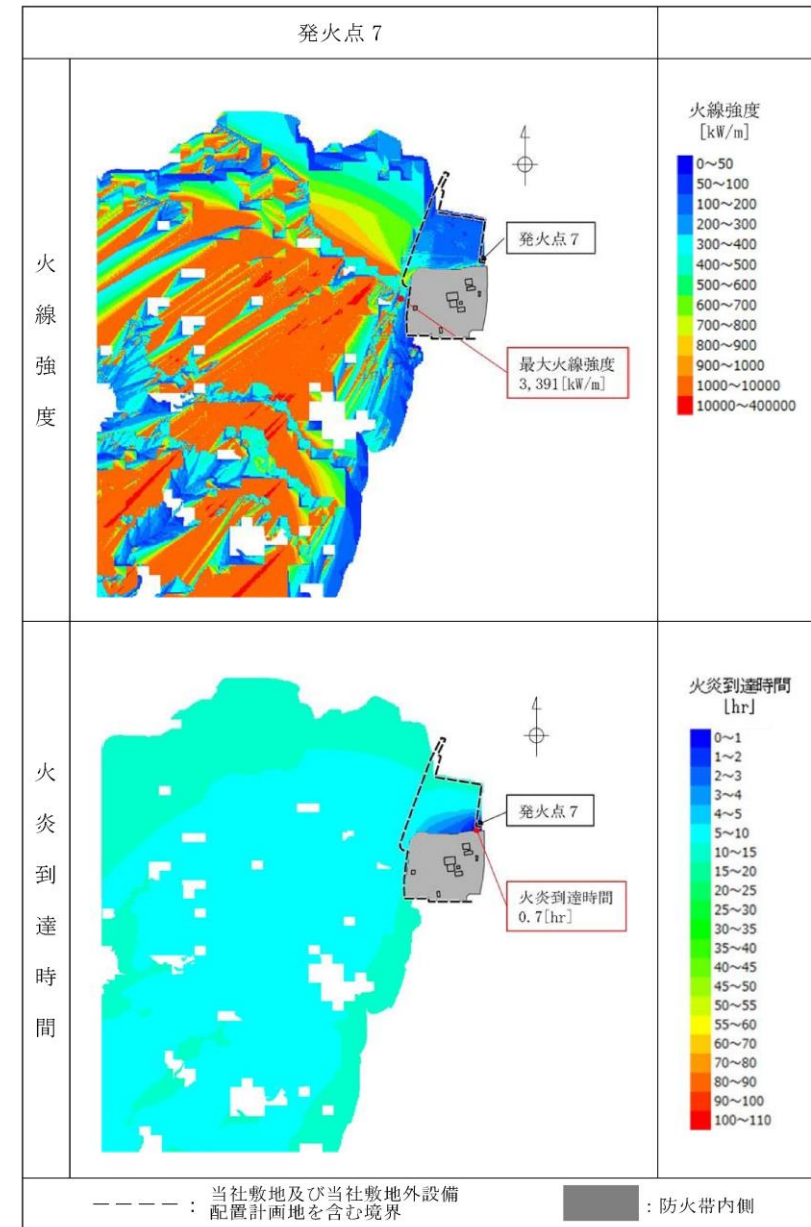 発火点7
火線強度
火線強度
[kW/m]
0～50
50～100
100～200
200～300
300～400
400～500
500～600
600～700
700～800
800～900
900～1000
1000～10000
10000～400000
4
発火点7
最大火線強度
3,391[kW/m]
火炎到達時間
火炎到達時間
[hr]
0～1
1～2
2～3
3～4
4～5
5～10
10～15
15～20
20～25
25～30
30～35
35～40
40～45
45～50
50～55
55～60
60～70
70～80
80～90
90～100
100～110
4
発火点7
火炎到達時間
0.7[hr]
：当社敷地及び当社敷地外設備
配置計画地を含む境界
：防火帯内側